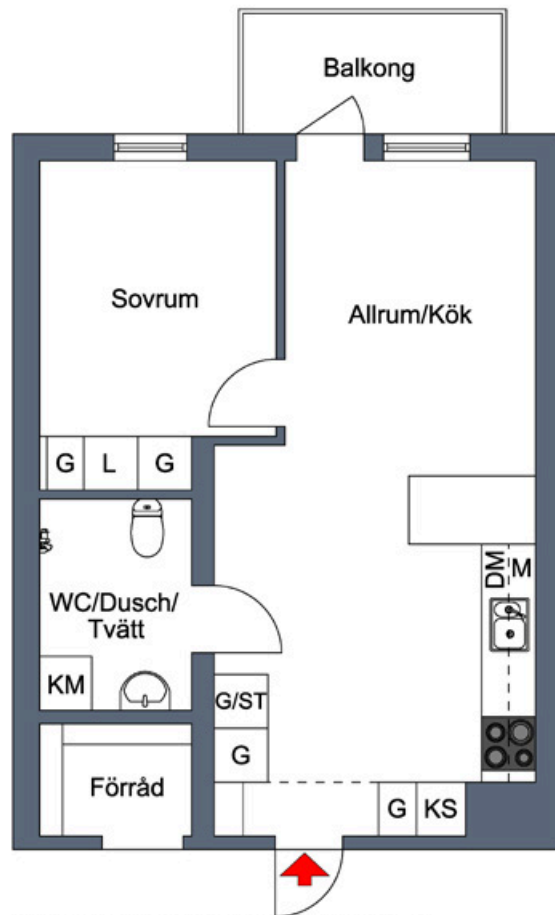 Balkong
Sovrum
Allrum/Kök
G L G
DM M
WC/Dusch/
Tvätt
KM
G/ST
G
Förråd
G KS